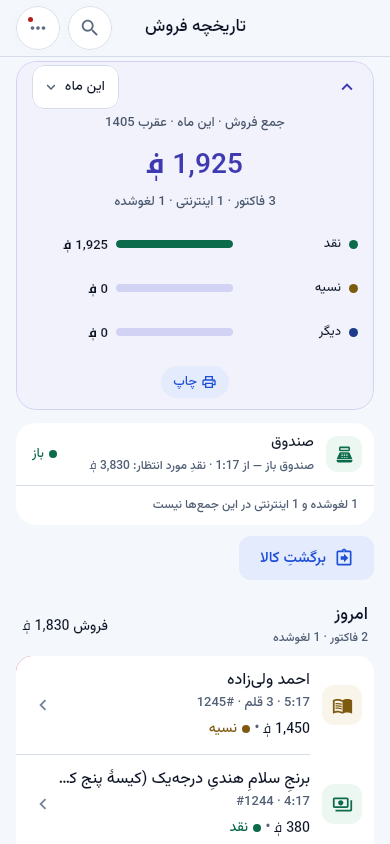 تاریخچه فروش
این ماه
جمع فروش · این ماه · عقرب 1405
1,925 ؋
3 فاکتور · 1 اینترنتی · 1 لغوشده
نقد
1,925 ؋
نسیه
0 ؋
دیگر
0 ؋
چاپ
صندوق
صندوق باز — از 1:17 · نقدِ مورد انتظار: 3,830 ؋
باز
1 لغوشده و 1 اینترنتی در این جمع‌ها نیست
برگشتِ کالا
امروز
فروش 1,830 ؋
2 فاکتور · 1 لغوشده
احمد ولی‌زاده
5:17 · 3 قلم · #1245
1,450 ؋ • نسیه
برنجِ سلامِ هندیِ درجه‌یک (کیسهٔ پنج ک...
4:17 · #1244
380 ؋ • نقد